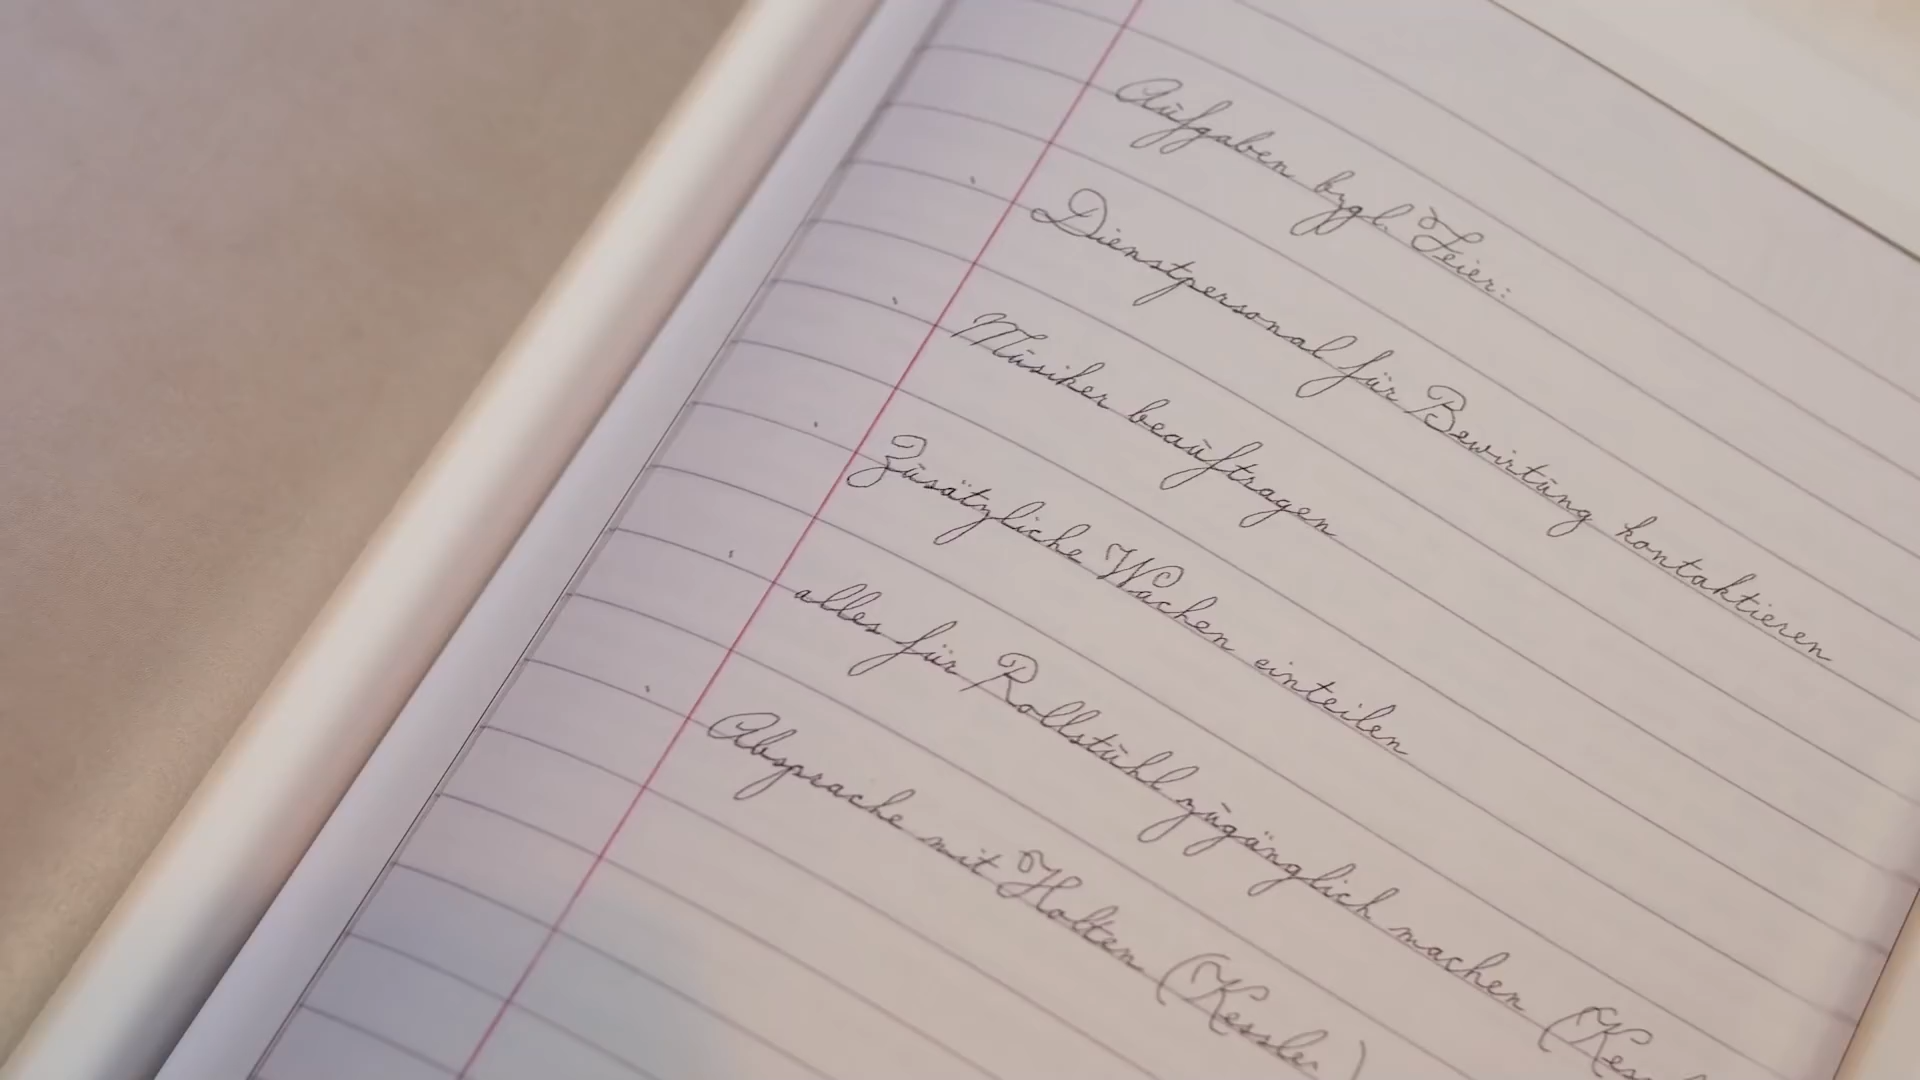 Aufgaben bzgl. Feier:
Dienstpersonal für Bewirtung kontaktieren
Musiker beauftragen
Zusätzliche Wachen einteilen
alles für Rollstuhl zugänglich machen (Kes
Absprache mit Holten (Kessler)